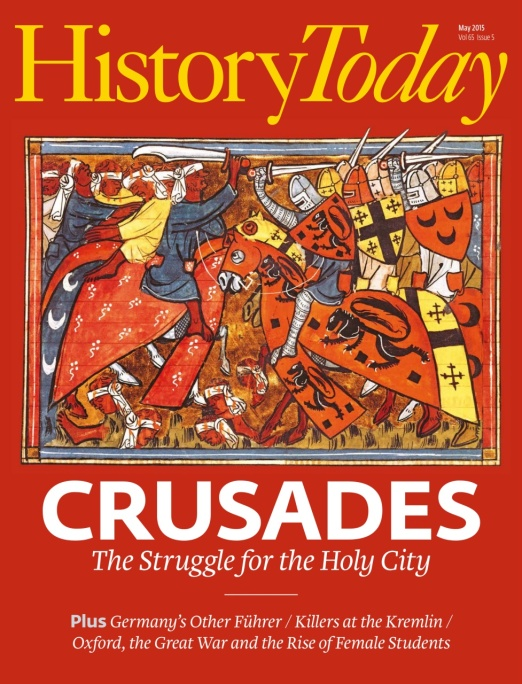 May 2015
Vol 65 Issue 5
HistoryToday
CRUSADES
The Struggle for the Holy City
Plus Germany’s Other Führer / Killers at the Kremlin /
Oxford, the Great War and the Rise of Female Students